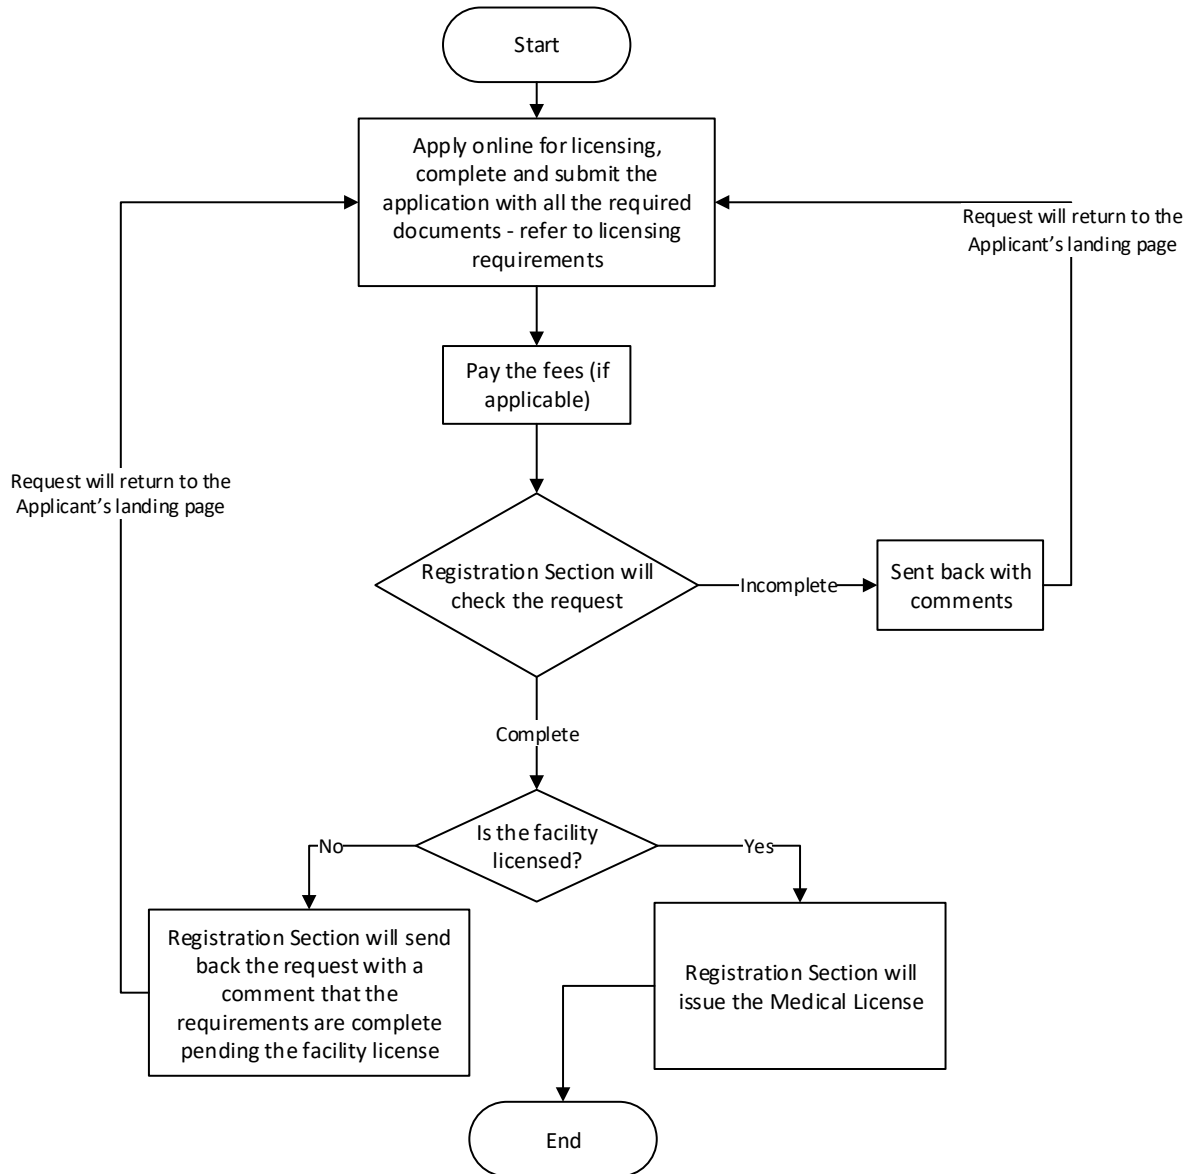 Start
Apply online for licensing,
complete and submit the
application with all the required
documents - refer to licensing
requirements
Request will return to the
Applicant’s landing page
Pay the fees (if
applicable)
Request will return to the
Applicant’s landing page
Registration Section will
check the request
Incomplete
Sent back with
comments
Complete
Is the facility
licensed?
No
Yes
Registration Section will send
back the request with a
comment that the
requirements are complete
pending the facility license
Registration Section will
issue the Medical License
End